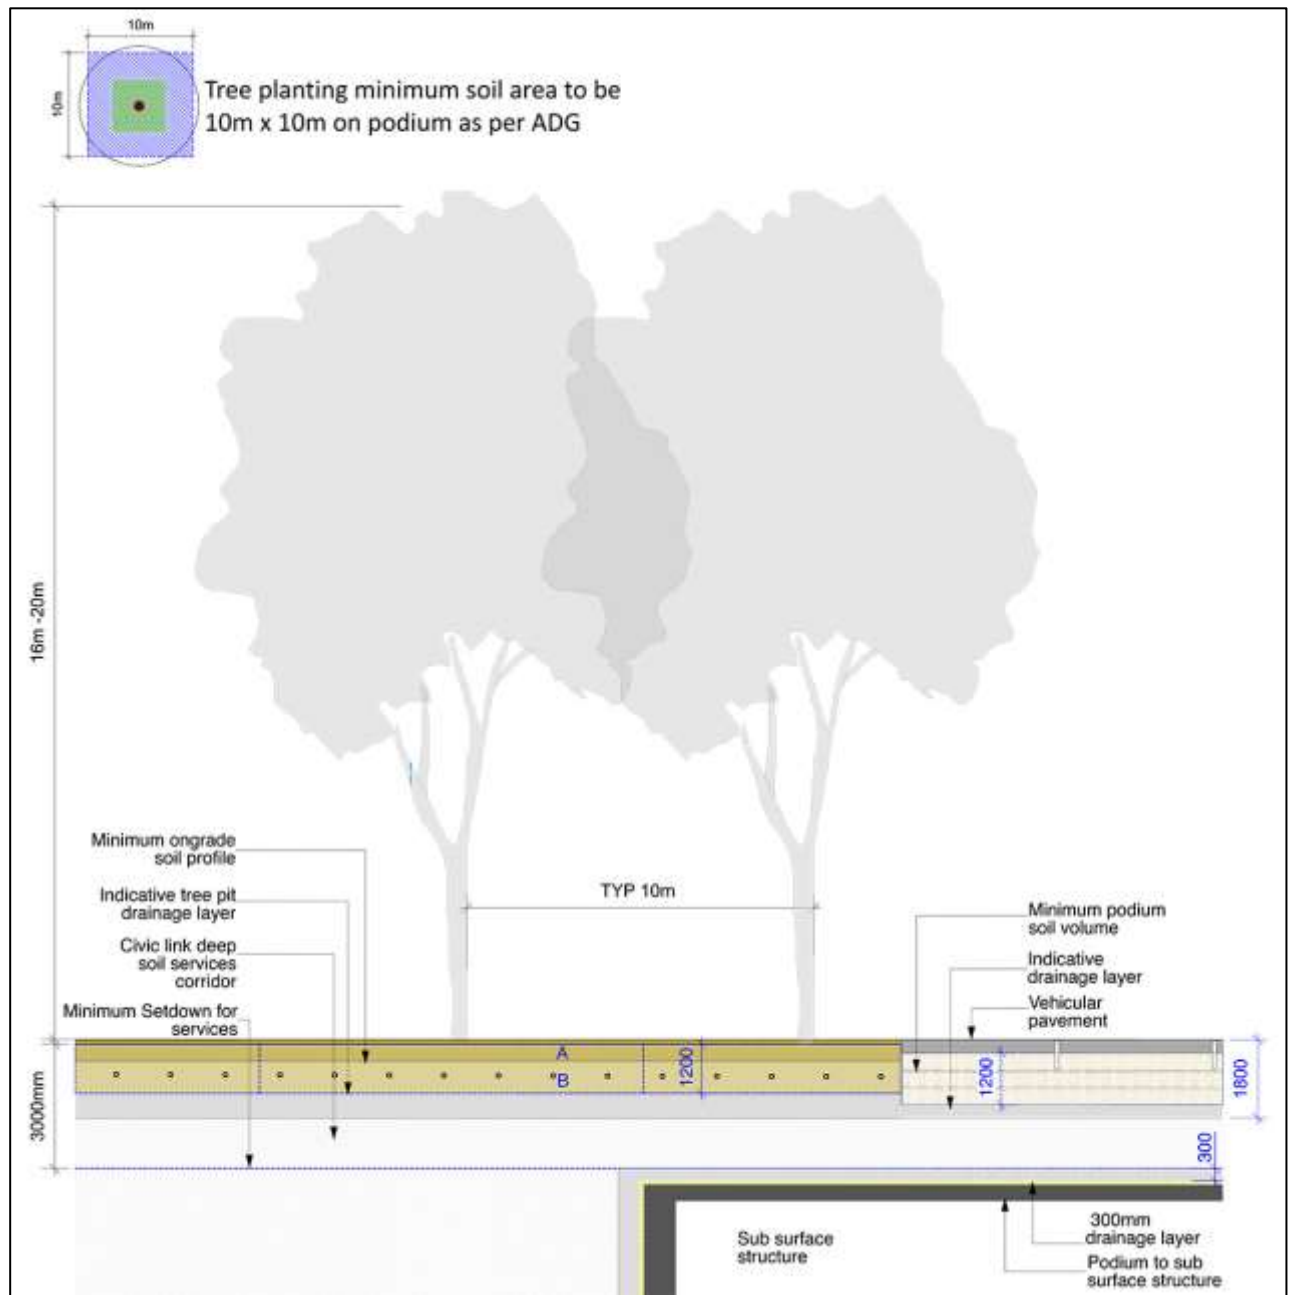 10m
10m
Tree planting minimum soil area to be
10m x 10m on podium as per ADG
16m -20m
Minimum ongrade
soil profile
Indicative tree pit
drainage layer
Civic link deep
soil services
corridor
Minimum Setdown for
services
TYP 10m
Minimum podium
soil volume
Indicative
drainage layer
Vehicular
pavement
A
B
1200
1200
1800
3000mm
300
Sub surface
structure
300mm
drainage layer
Podium to sub
surface structure